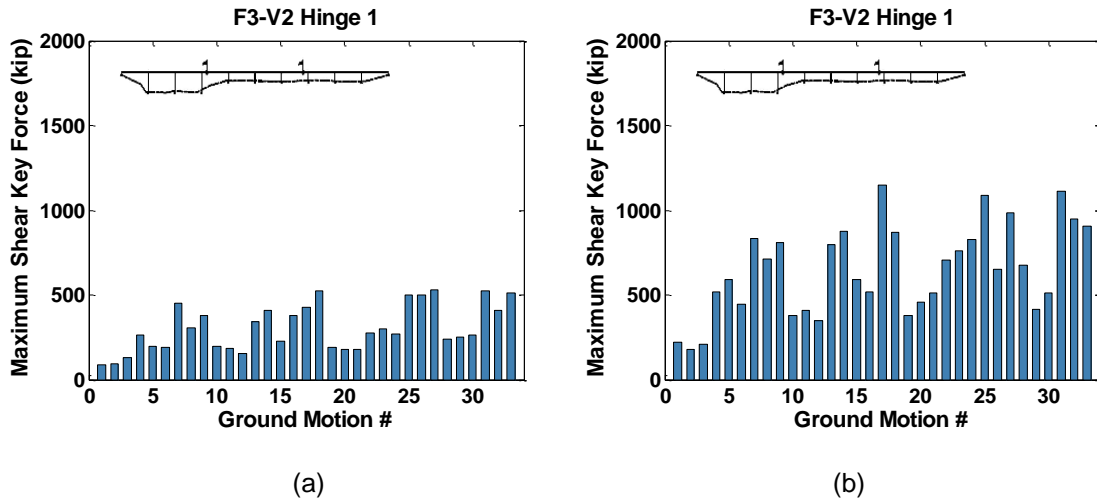 F3-V2 Hinge 1
2000
1500
1000
500
0
Maximum Shear Key Force (kip)
0 5 10 15 20 25 30
Ground Motion #
(a)
F3-V2 Hinge 1
2000
1500
1000
500
0
Maximum Shear Key Force (kip)
0 5 10 15 20 25 30
Ground Motion #
(b)